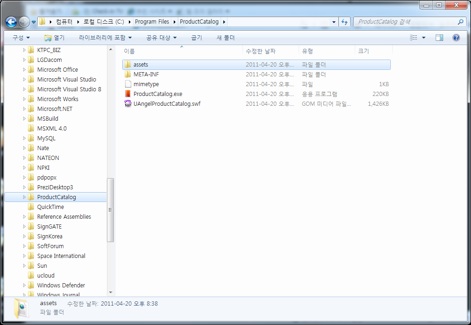 컴퓨터 ▸ 로컬 디스크 (C:) ▸ Program Files ▸ ProductCatalog ▸
ProductCatalog 검색
구성 열기 라이브러리에 포함 공유 대상 굽기 새 폴더
이름 수정한 날짜 유형 크기
KTPC_BIZ
LGDacom
Microsoft Office
Microsoft Visual Studio
Microsoft Visual Studio 8
Microsoft Works
Microsoft.NET
MSBuild
MSXML 4.0
MySQL
Nate
NATEON
NPKI
pdpopx
PreziDesktop3
ProductCatalog
QuickTime
Reference Assemblies
SignGATE
SignKorea
SoftForum
Space International
Sun
ucloud
Windows Defender
Windows Journal
assets 2011-04-20 오후... 파일 폴더
META-INF 2011-04-20 오후... 파일 폴더
mimetype 2011-04-20 오후... 파일 1KB
ProductCatalog.exe 2011-04-20 오후... 응용 프로그램 220KB
UAngelProductCatalog.swf 2011-04-20 오후... GOM 미디어 파일... 1,426KB
assets 수정한 날짜: 2011-04-20 오후 8:38
파일 폴더